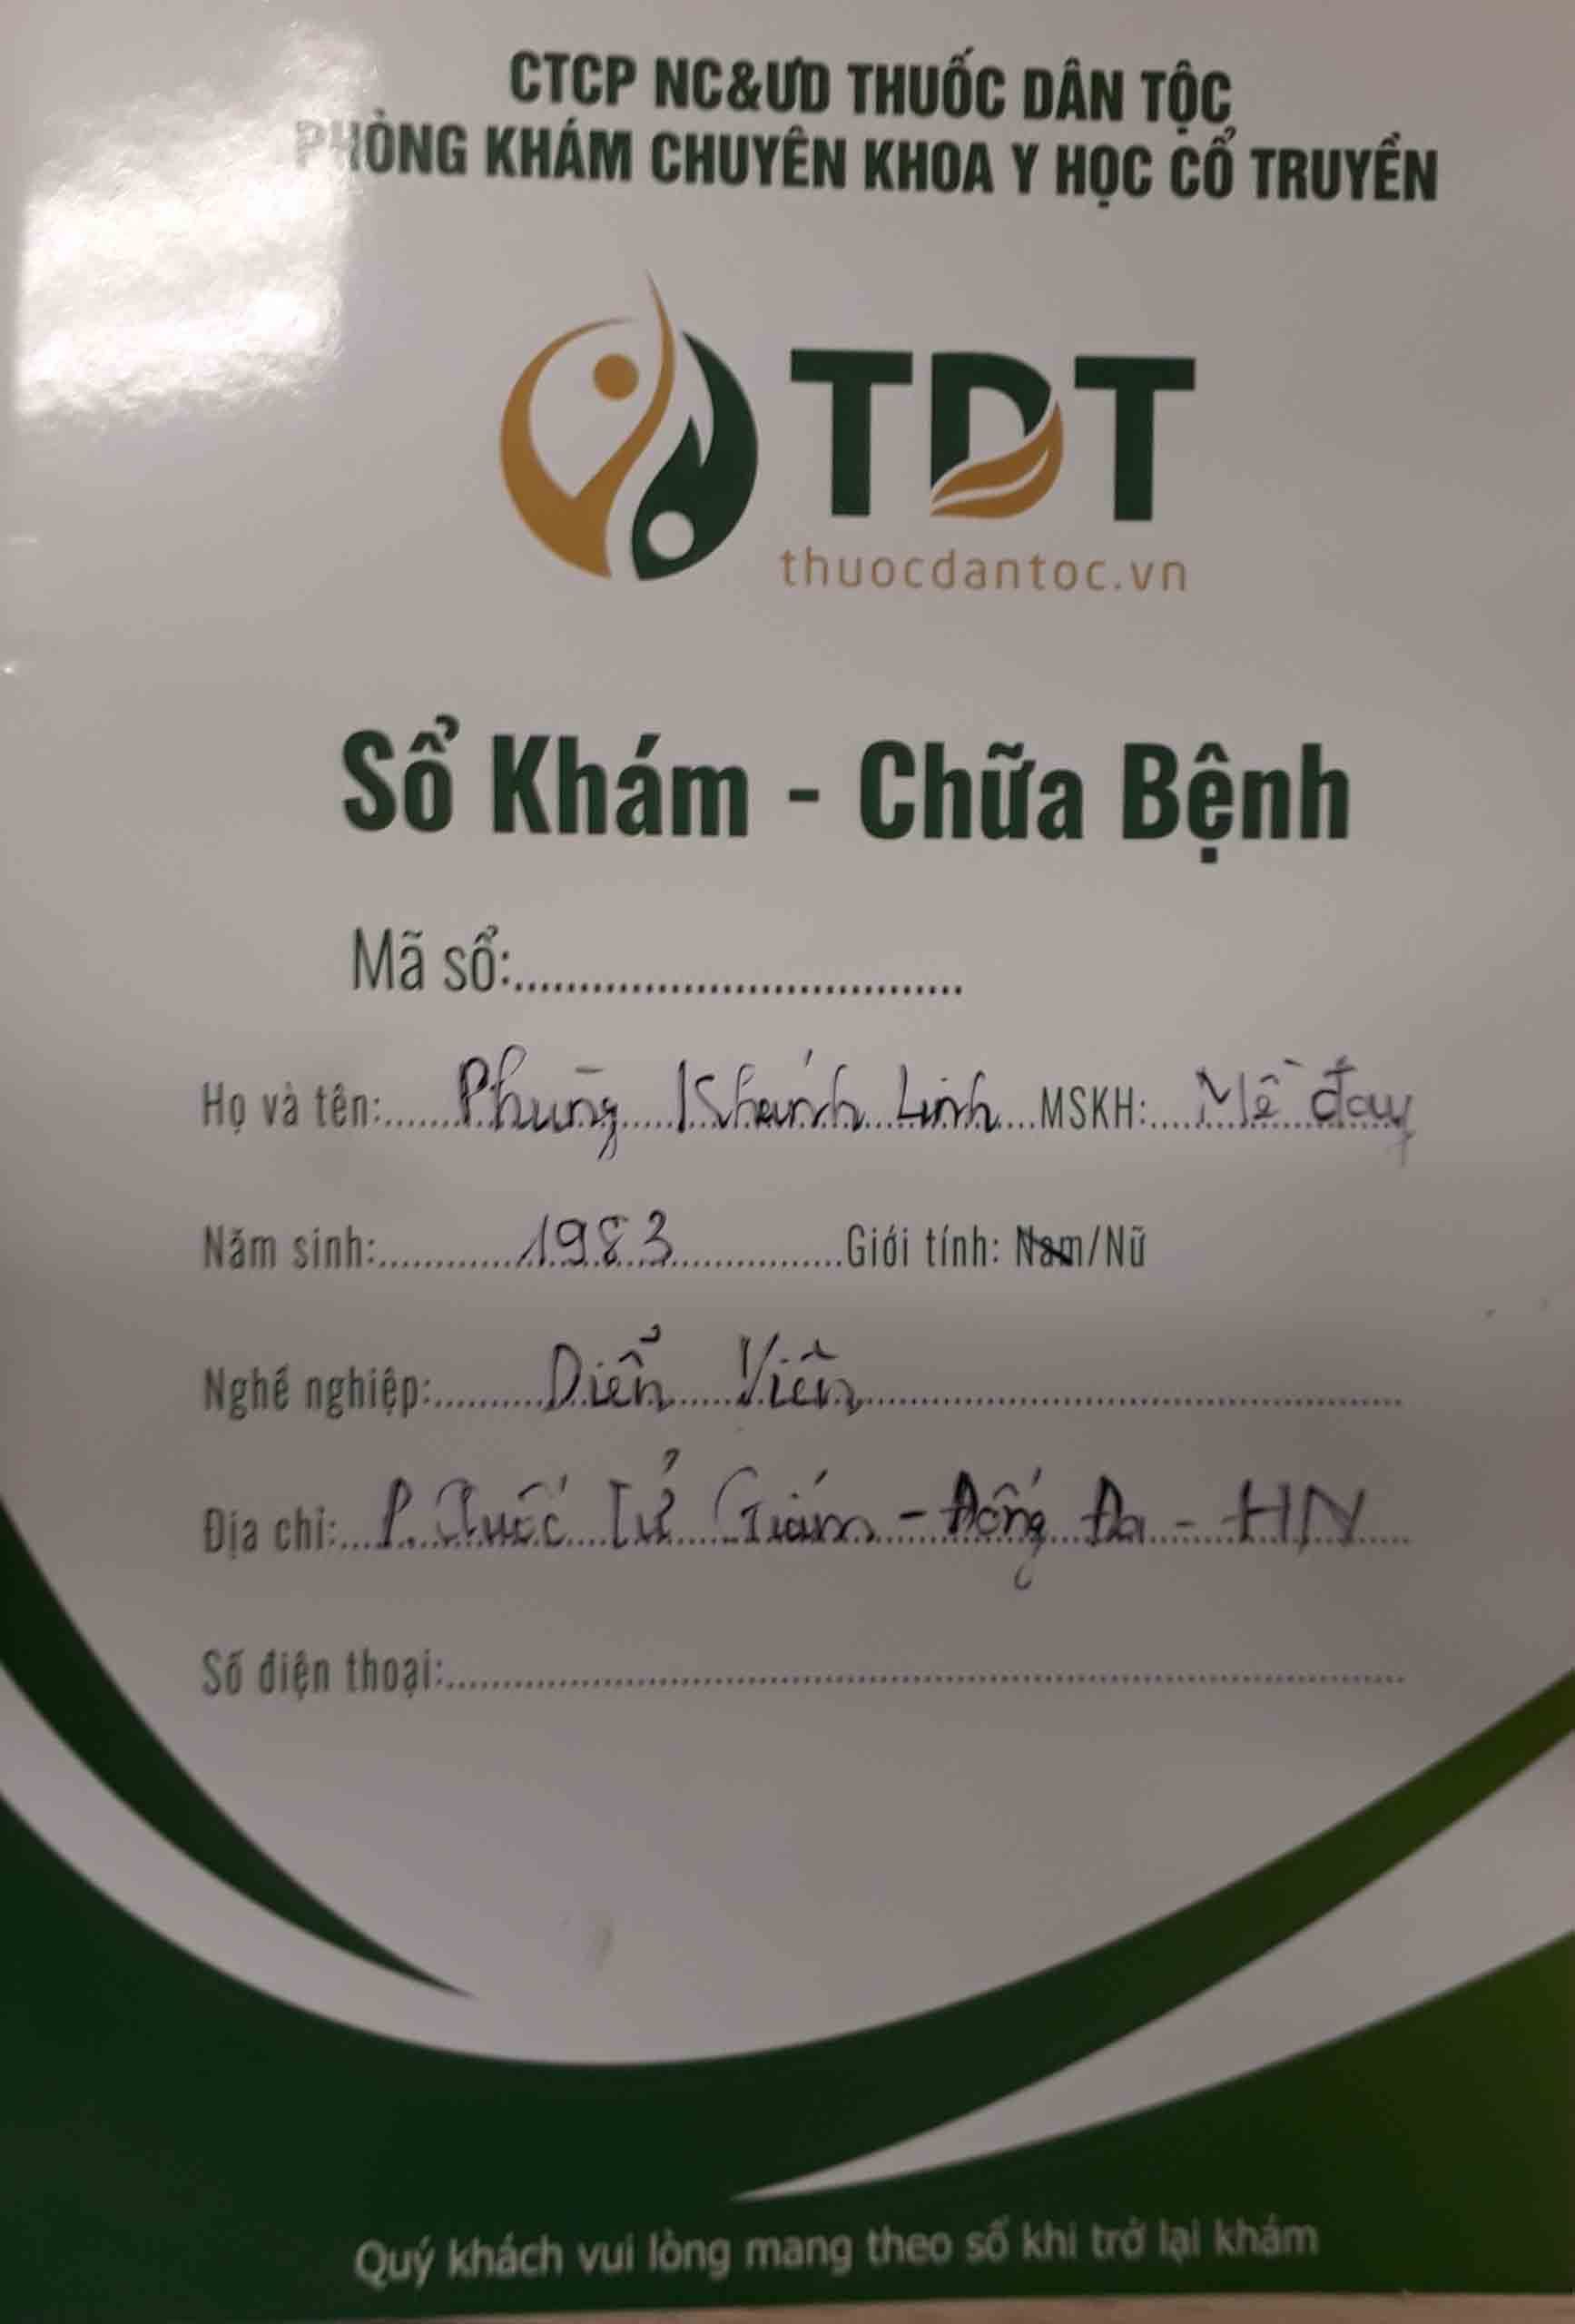 CTCP NC&ƯD THUỐC DÂN TỘC
PHÒNG KHÁM CHUYÊN KHOA Y HỌC CỔ TRUYỀN
TDT
thuocdantoc.vn
Sổ Khám - Chữa Bệnh
Mã sổ:
Họ và tên: Phùng Khánh Linh MSKH: Mề đay
Năm sinh: 1983 Giới tính: Nam/Nữ
Nghề nghiệp: Diễn Viên
Địa chỉ: P. Quốc Tử Giám - Đống Đa - HN
Số điện thoại:
Quý khách vui lòng mang theo sổ khi trở lại khám